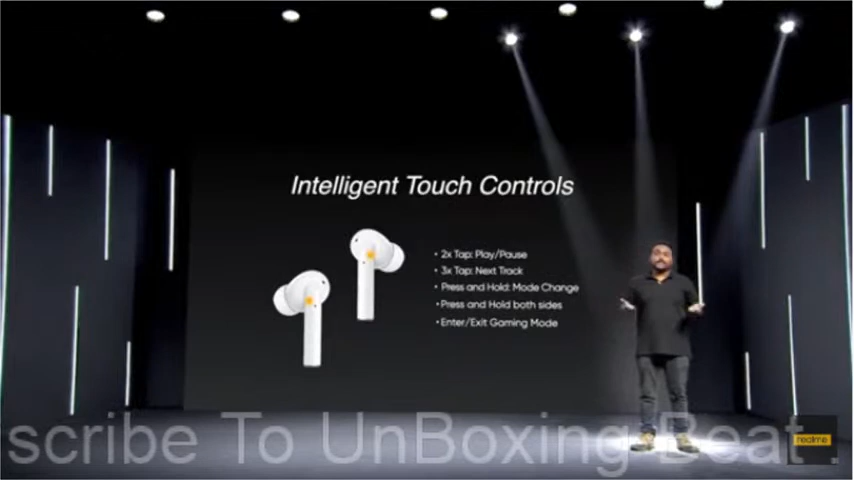 Intelligent Touch Controls
• 2x Tap: Play/Pause
• 3x Tap: Next Track
• Press and Hold: Mode Change
• Press and Hold both sides
• Enter/Exit Gaming Mode
scribe To UnBoxing Beat .
realme